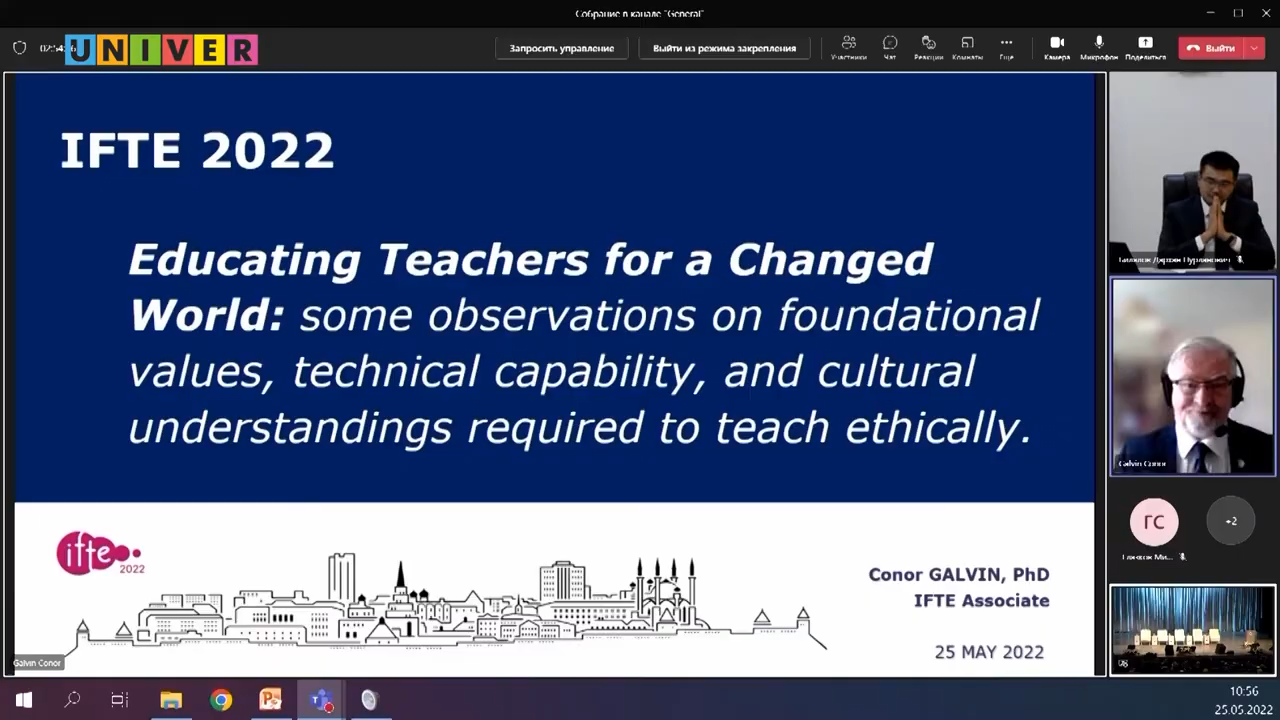 Собрание в канале "General"
UNIVER
Запросить управление
Выйти из режима закрепления
Участники
Чат
Реакции
Комнаты
Еще
Камера
Микрофон
Поделиться
Выйти
IFTE 2022
Educating Teachers for a Changed
World: some observations on foundational
values, technical capability, and cultural
understandings required to teach ethically.
ifte
2022
Conor GALVIN, PhD
IFTE Associate
25 MAY 2022
Galvin Conor
Galvin Conor
ГС
+2
10:56
25.05.2022